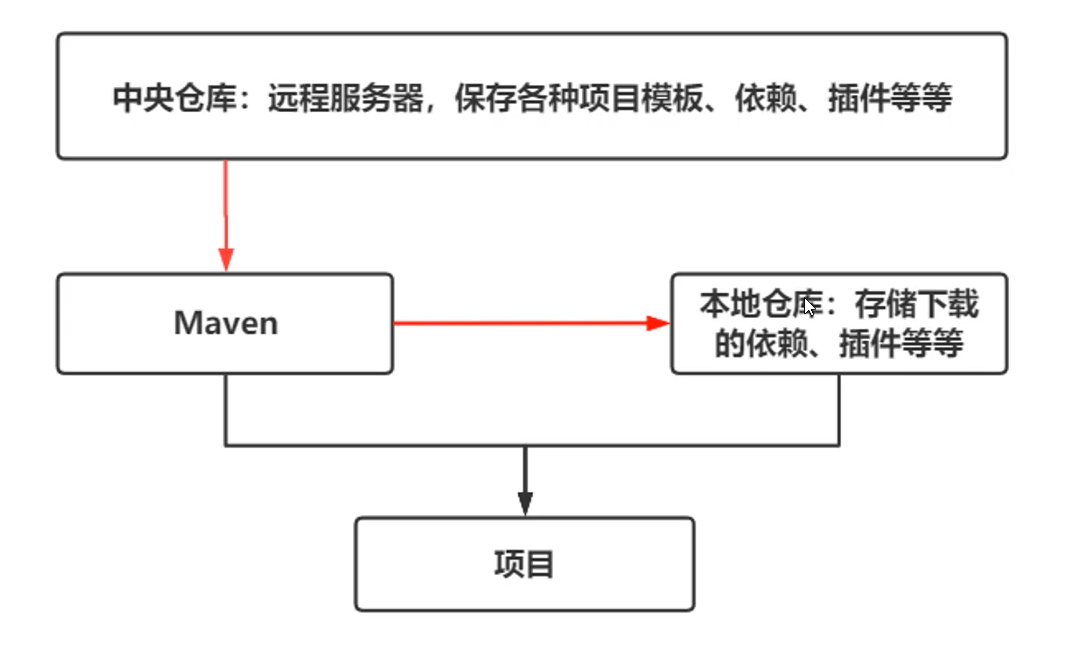 中央仓库：远程服务器，保存各种项目模板、依赖、插件等等
Maven
本地仓库：存储下载
的依赖、插件等等
项目